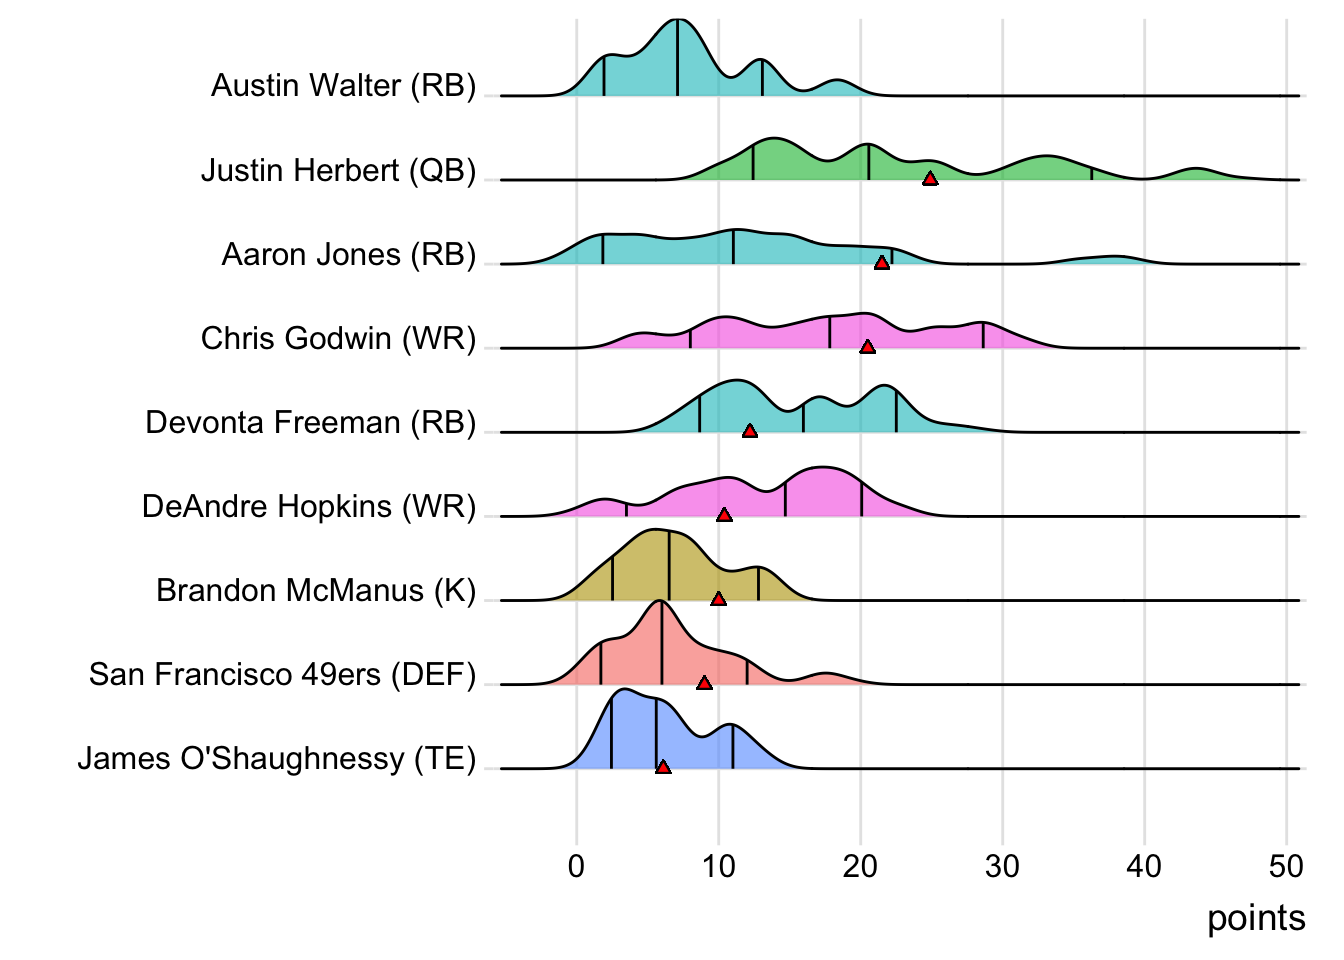 Austin Walter (RB)
Justin Herbert (QB)
Aaron Jones (RB)
Chris Godwin (WR)
Devonta Freeman (RB)
DeAndre Hopkins (WR)
Brandon McManus (K)
San Francisco 49ers (DEF)
James O'Shaughnessy (TE)
0 10 20 30 40 50
points